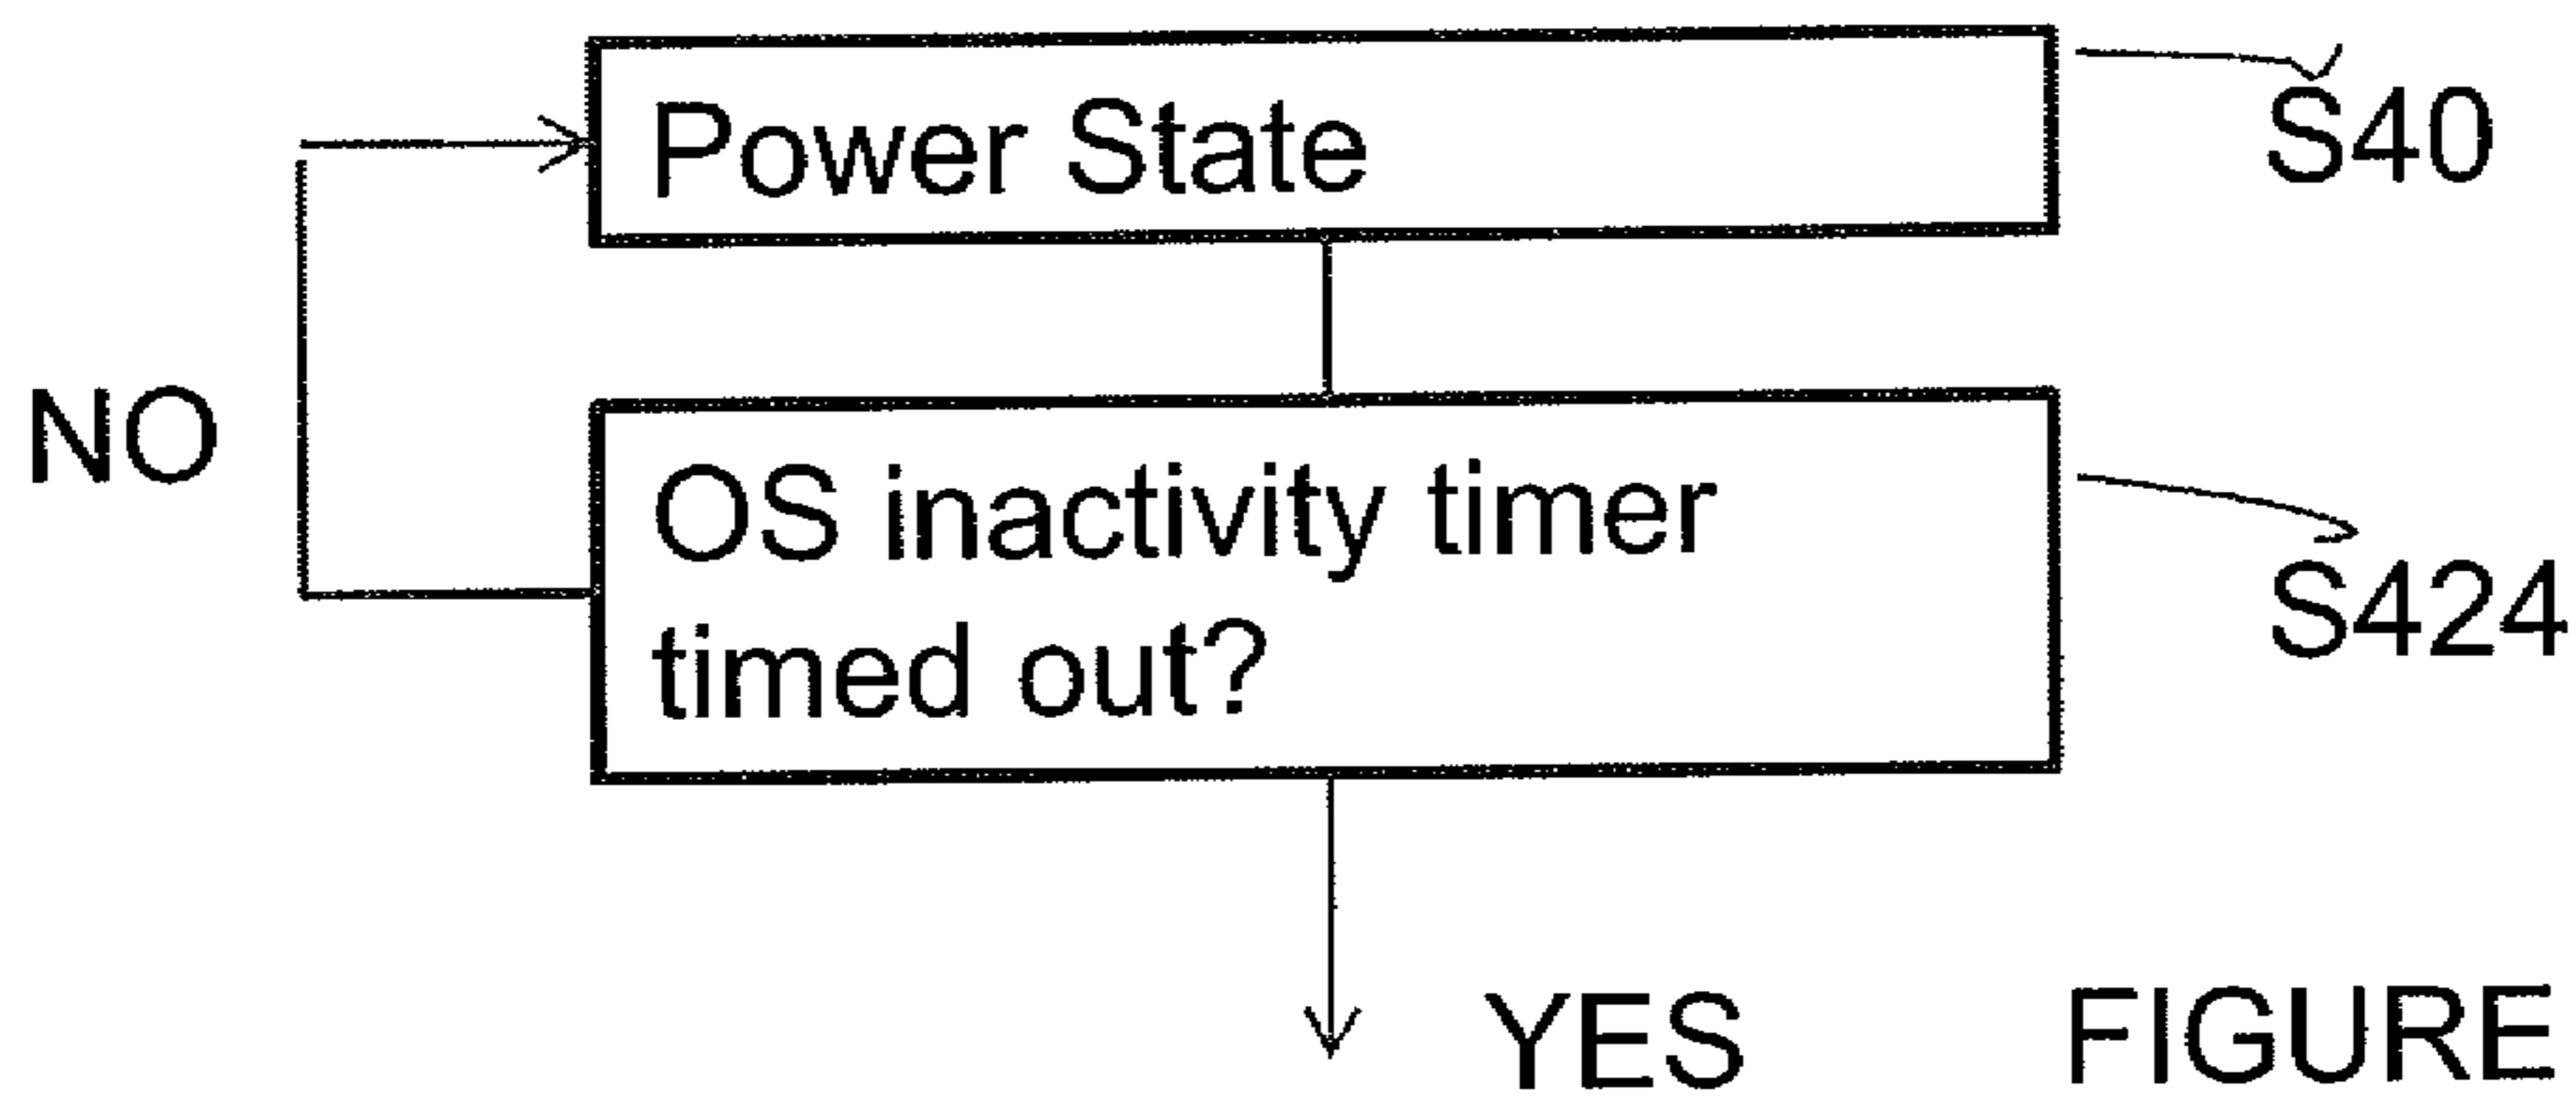 Power State
S40
NO
OS inactivity timer
timed out?
S424
YES
FIGURE